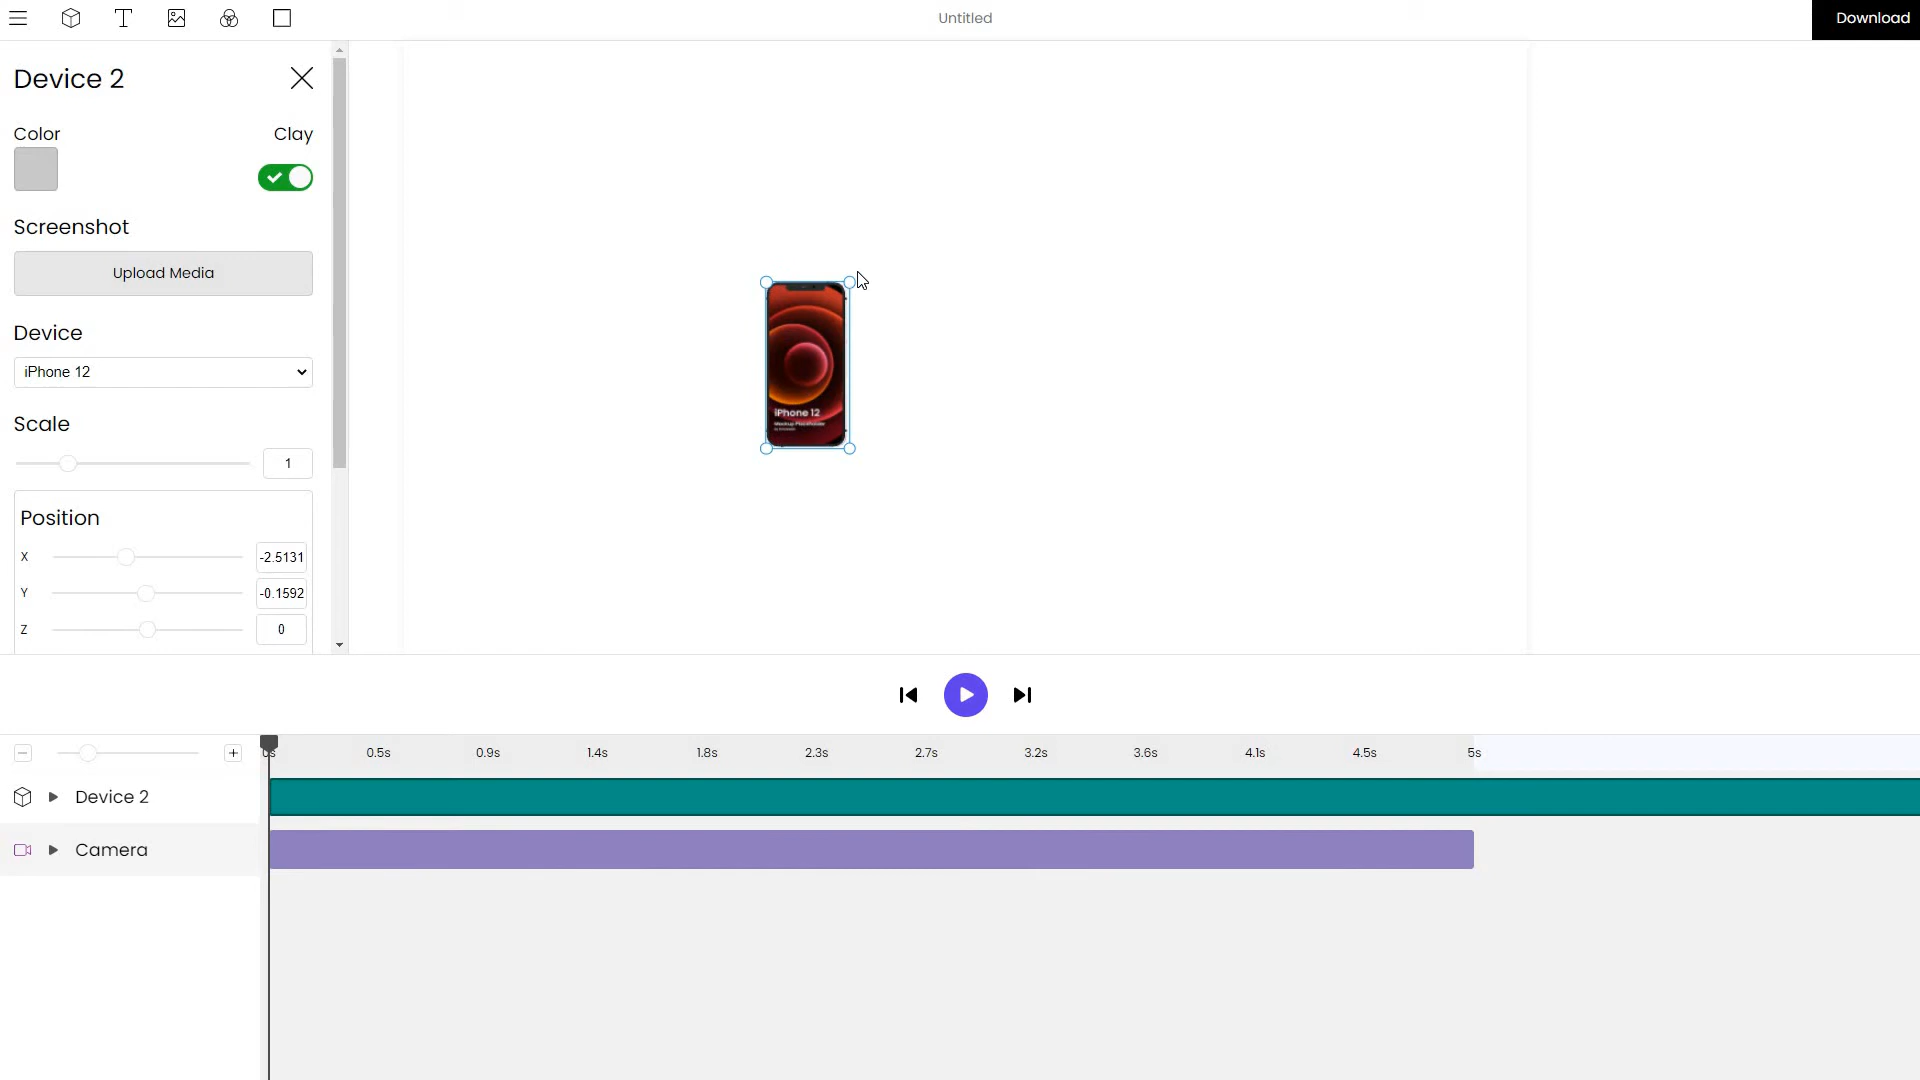 Untitled
Download
Device 2
Color
Clay
Screenshot
Upload Media
Device
iPhone 12
Scale
1
Position
X
-2.5131
Y
-0.1592
Z
0
iPhone 12
0.5s
0.9s
1.4s
1.8s
2.3s
2.7s
3.2s
3.6s
4.1s
4.5s
5s
Device 2
Camera